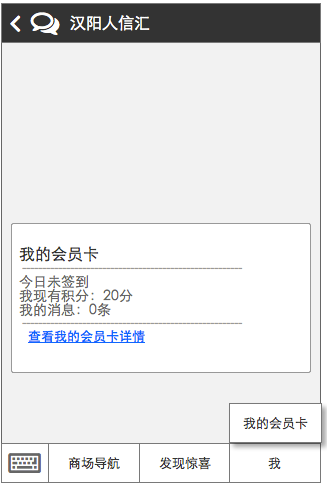 汉阳人信汇
我的会员卡
今日未签到
我现有积分：20分
我的消息：0条
查看我的会员卡详情
我的会员卡
商场导航
发现惊喜
我